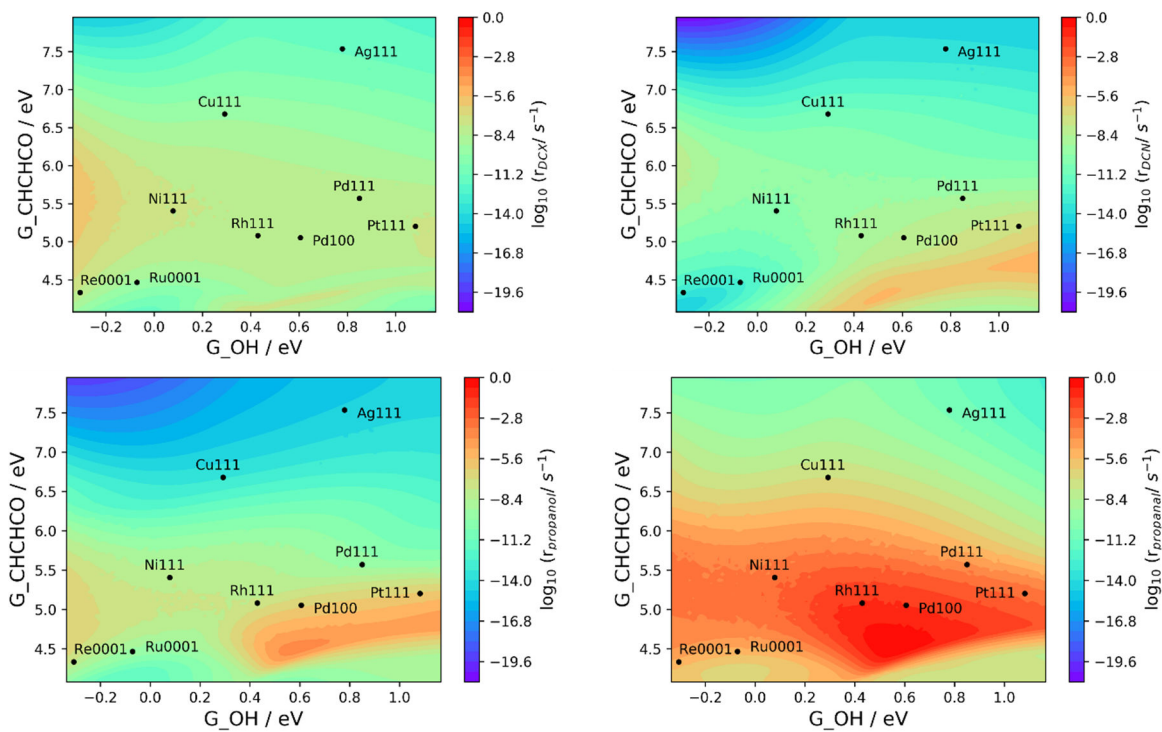 G_CHCHCO / eV
7.5
7.0
6.5
6.0
5.5
5.0
4.5
Ag111
Cu111
Ni111
Pd111
Rh111
Pd100
Pt111
Re0001
Ru0001
−0.2 0.0 0.2 0.4 0.6 0.8 1.0
G_OH / eV
0.0
−2.8
−5.6
−8.4
−11.2
−14.0
−16.8
−19.6
log10 (rDCX/ s−1)
G_CHCHCO / eV
7.5
7.0
6.5
6.0
5.5
5.0
4.5
Ag111
Cu111
Ni111
Pd111
Rh111
Pd100
Pt111
Re0001
Ru0001
−0.2 0.0 0.2 0.4 0.6 0.8 1.0
G_OH / eV
0.0
−2.8
−5.6
−8.4
−11.2
−14.0
−16.8
−19.6
log10 (rDCN/ s−1)
G_CHCHCO / eV
7.5
7.0
6.5
6.0
5.5
5.0
4.5
Ag111
Cu111
Ni111
Pd111
Rh111
Pd100
Pt111
Re0001
Ru0001
−0.2 0.0 0.2 0.4 0.6 0.8 1.0
G_OH / eV
0.0
−2.8
−5.6
−8.4
−11.2
−14.0
−16.8
−19.6
log10 (rpropanol/ s−1)
G_CHCHCO / eV
7.5
7.0
6.5
6.0
5.5
5.0
4.5
Ag111
Cu111
Ni111
Pd111
Rh111
Pd100
Pt111
Re0001
Ru0001
−0.2 0.0 0.2 0.4 0.6 0.8 1.0
G_OH / eV
0.0
−2.8
−5.6
−8.4
−11.2
−14.0
−16.8
−19.6
log10 (rpropanal/ s−1)